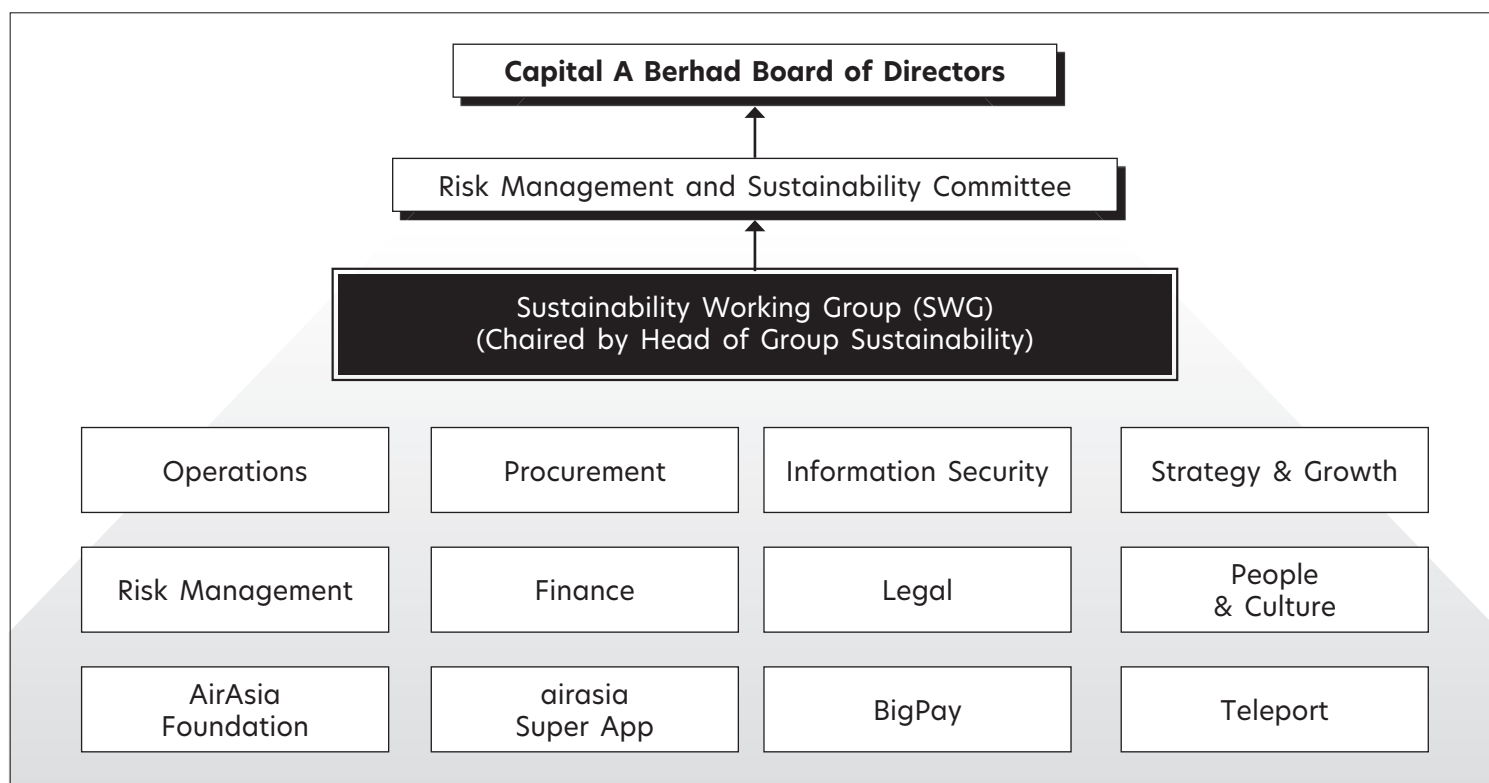 Capital A Berhad Board of Directors
Risk Management and Sustainability Committee
Sustainability Working Group (SWG)
(Chaired by Head of Group Sustainability)
Operations
Procurement
Information Security
Strategy & Growth
Risk Management
Finance
Legal
People
& Culture
AirAsia
Foundation
airasia
Super App
BigPay
Teleport